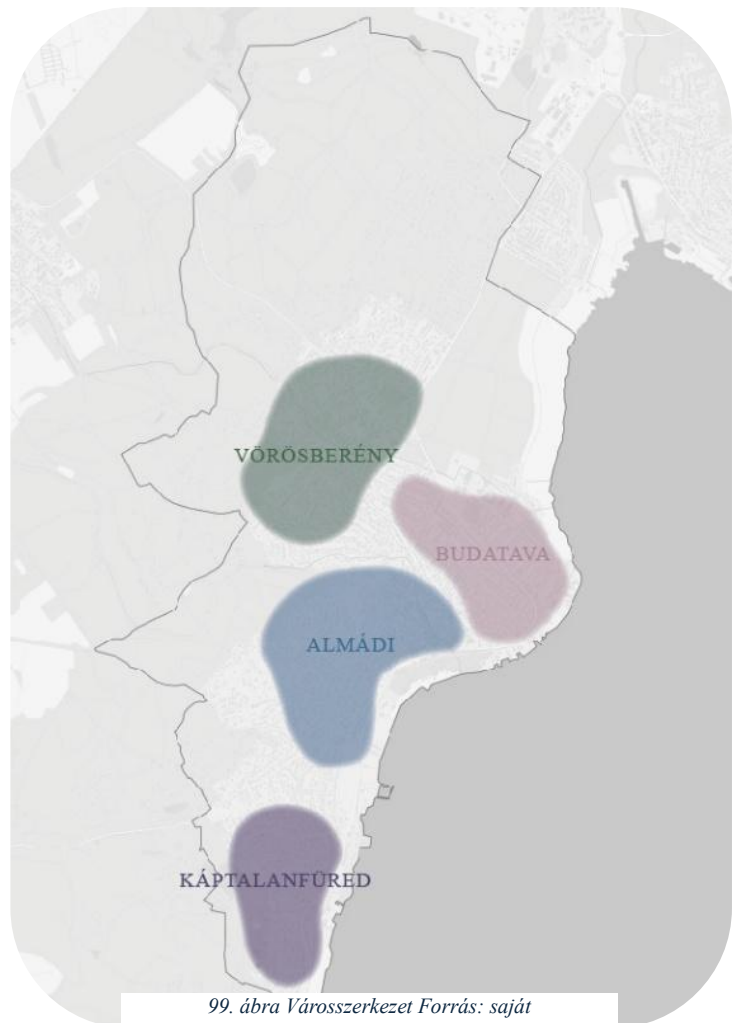 VÖRÖSBERÉNY
BUDATAVA
ALMÁDI
KÁPTALANFÜRED
99. ábra Városszerkezet Forrás: saját